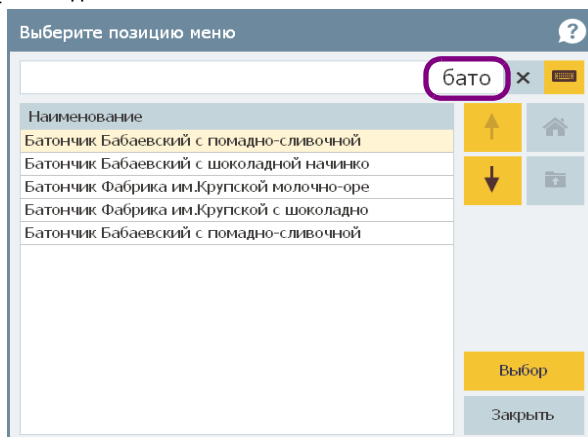 Выберите позицию меню
?
бато ×
Наименование
Батончик Бабаевский с помадно-сливочной
Батончик Бабаевский с шоколадной начинко
Батончик Фабрика им.Крупской молочно-оре
Батончик Фабрика им.Крупской с шоколадно
Батончик Бабаевский с помадно-сливочной
Выбор
Закрыть